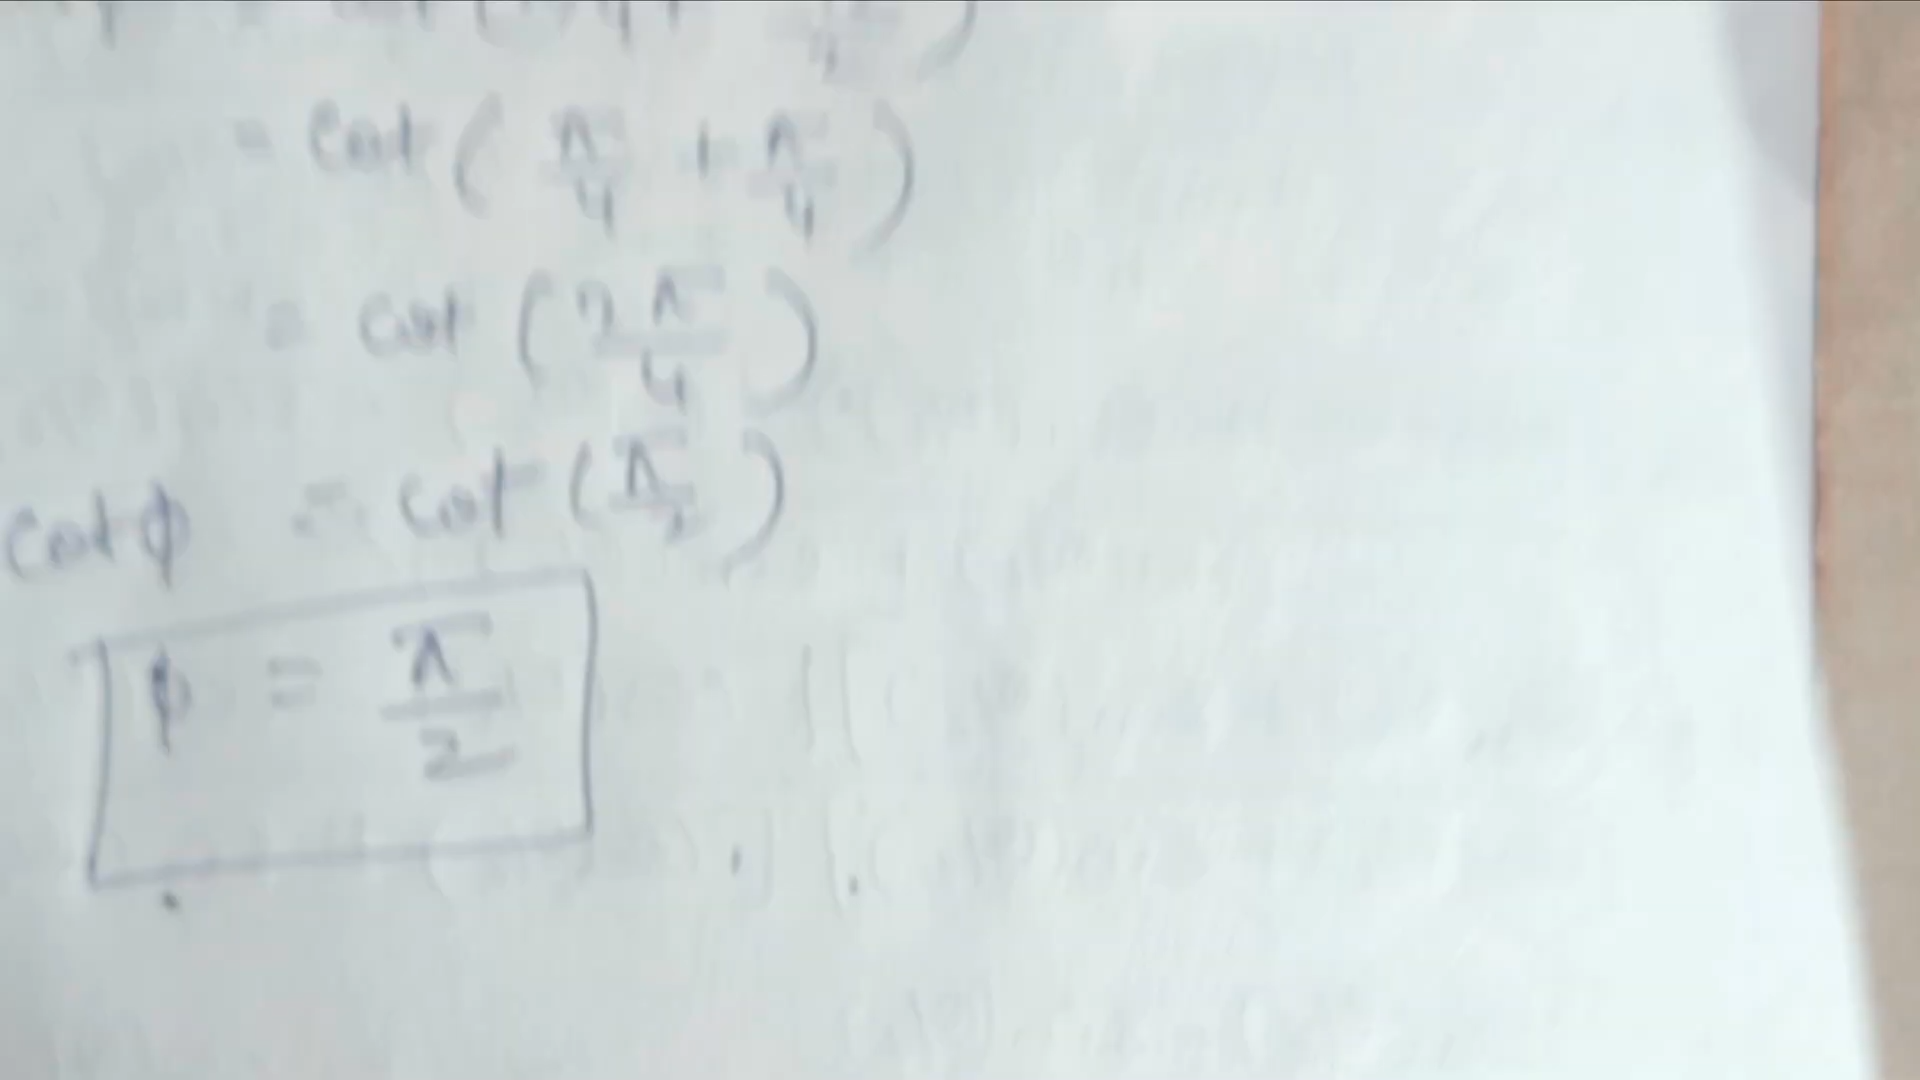 = cot ( π/4 + π/4 )
= cot ( 2π/4 )
cot ϕ = cot ( π/2 )
ϕ = π/2